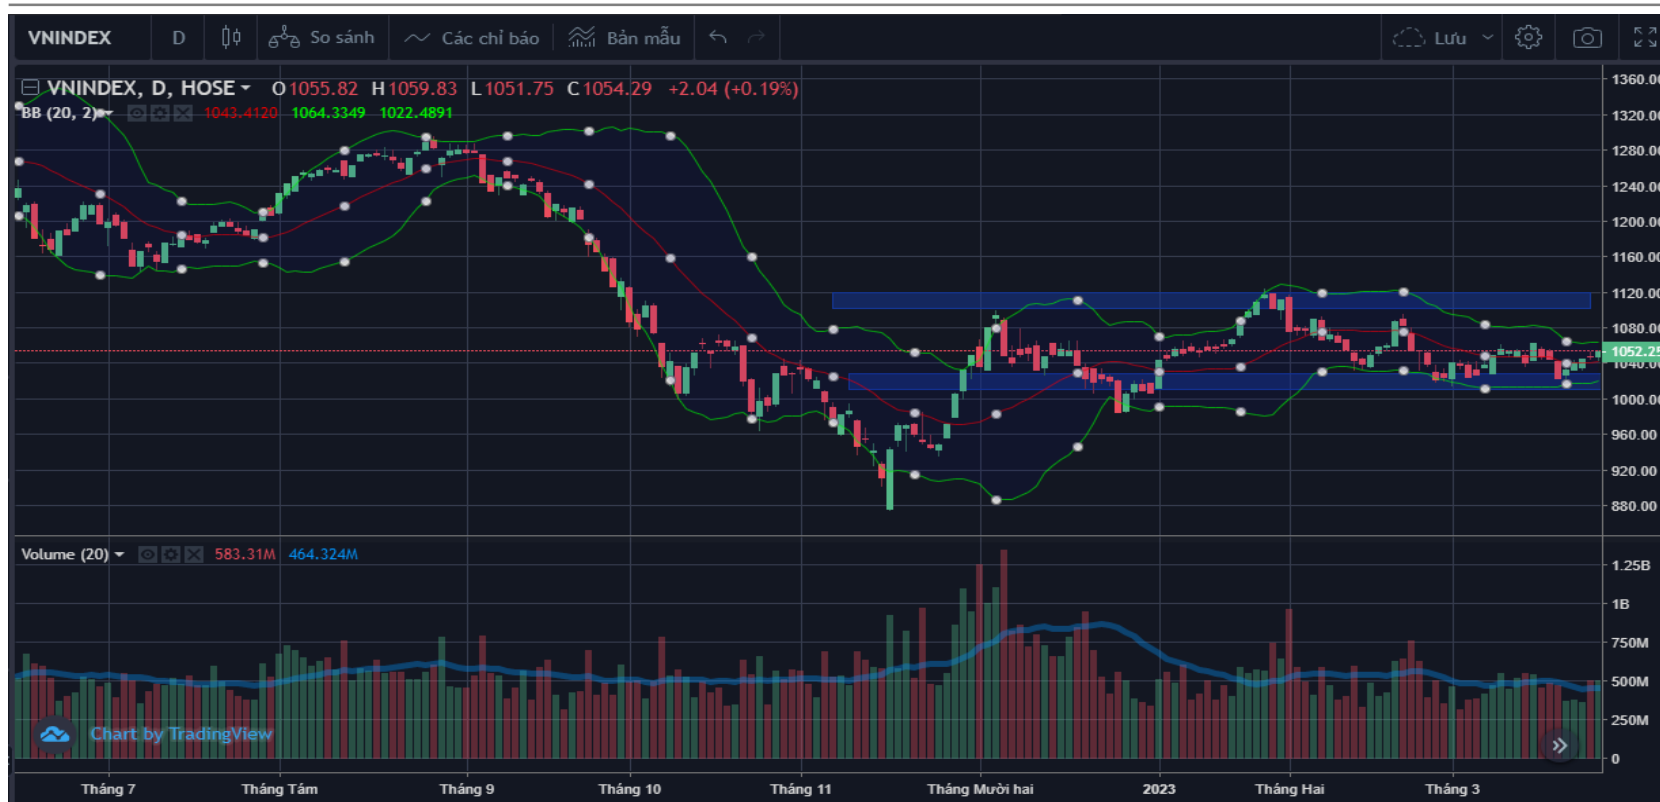 VNINDEX D So sánh Các chỉ báo Bản mẫu Lưu
VNINDEX, D, HOSE O1055.82 H1059.83 L1051.75 C1054.29 +2.04 (+0.19%)
BB (20, 2) 1043.4120 1064.3349 1022.4891
1360.00
1320.00
1280.00
1240.00
1200.00
1160.00
1120.00
1080.00
1052.25
1040.00
1000.00
960.00
920.00
880.00
Volume (20) 583.31M 464.324M
1.25B
1B
750M
500M
250M
0
Chart by TradingView
Tháng 7 Tháng Tám Tháng 9 Tháng 10 Tháng 11 Tháng Mười hai 2023 Tháng Hai Tháng 3